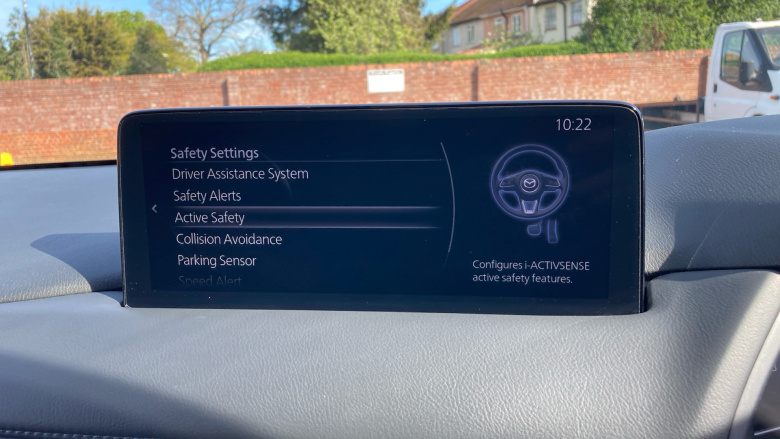 10:22
Safety Settings
Driver Assistance System
Safety Alerts
Active Safety
Collision Avoidance
Parking Sensor
Speed Alert
Configures i-ACTIVSENSE
active safety features.